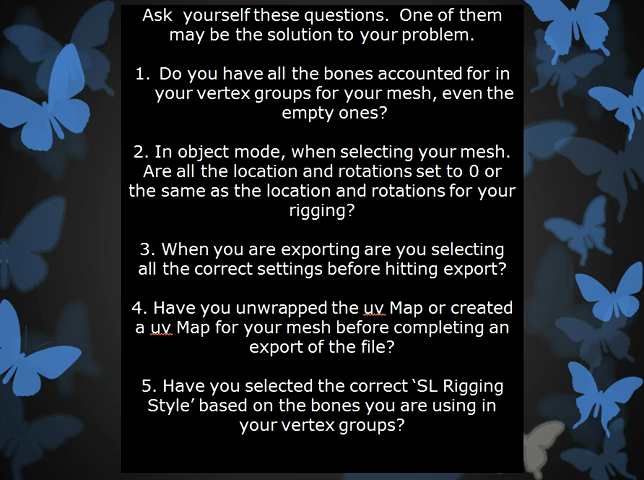 Ask yourself these questions. One of them
may be the solution to your problem.
1. Do you have all the bones accounted for in
your vertex groups for your mesh, even the
empty ones?
2. In object mode, when selecting your mesh.
Are all the location and rotations set to 0 or
the same as the location and rotations for your
rigging?
3. When you are exporting are you selecting
all the correct settings before hitting export?
4. Have you unwrapped the uv Map or created
a uv Map for your mesh before completing an
export of the file?
5. Have you selected the correct ‘SL Rigging
Style’ based on the bones you are using in
your vertex groups?